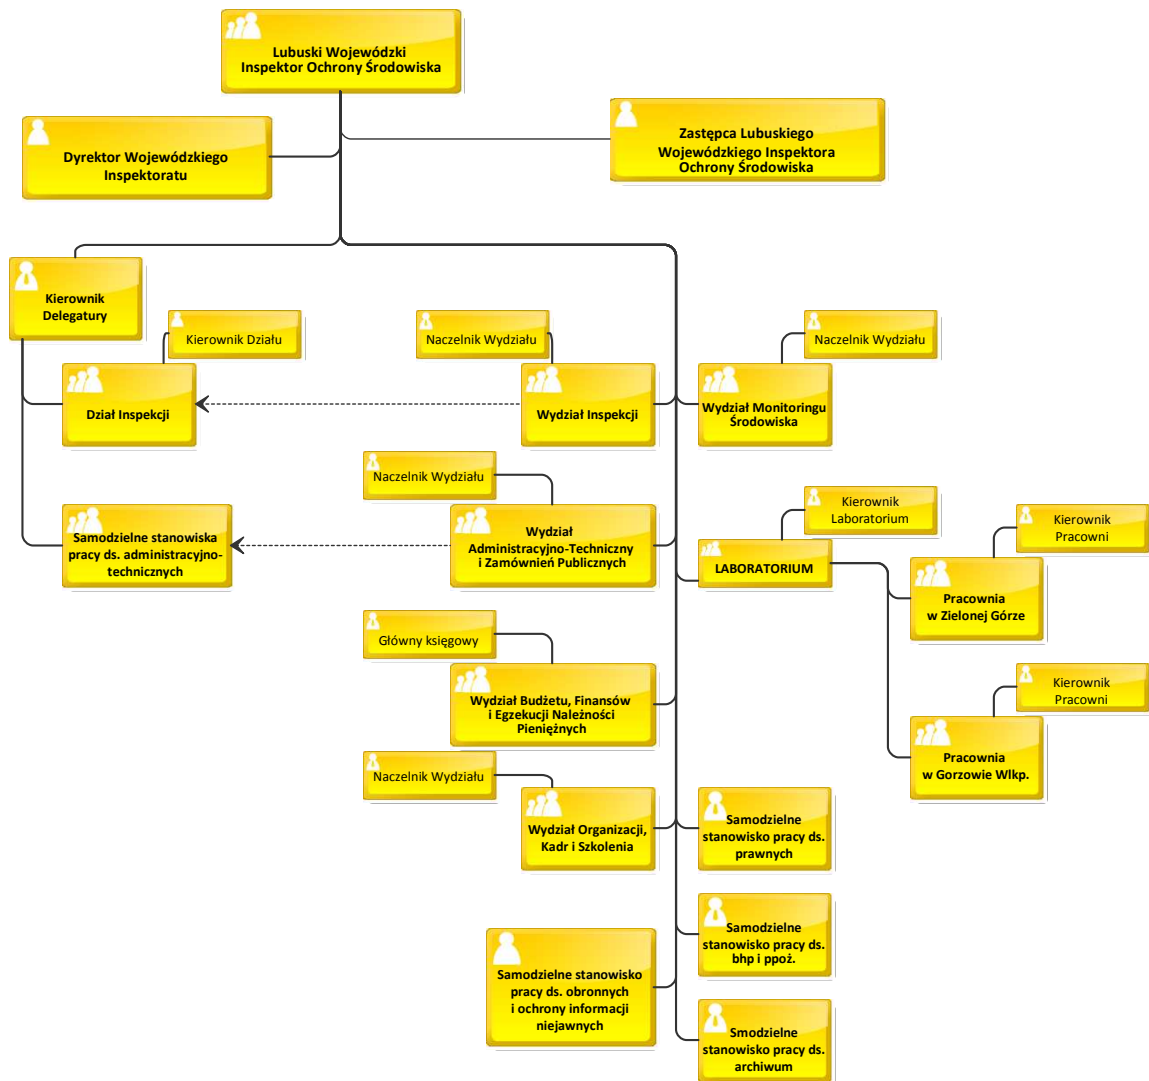 Lubuski Wojewódzki
Inspektor Ochrony Środowiska
Dyrektor Wojewódzkiego
Inspektoratu
Zastępca Lubuskiego
Wojewódzkiego Inspektora
Ochrony Środowiska
Kierownik
Delegatury
Kierownik Działu
Naczelnik Wydziału
Naczelnik Wydziału
Dział Inspekcji
Wydział Inspekcji
Wydział Monitoringu
Środowiska
Naczelnik Wydziału
Kierownik
Laboratorium
Kierownik
Pracowni
Samodzielne stanowiska
pracy ds. administracyjno-
technicznych
Wydział
Administracyjno-Techniczny
i Zamówień Publicznych
LABORATORIUM
Pracownia
w Zielonej Górze
Główny księgowy
Wydział Budżetu, Finansów
i Egzekucji Należności
Pieniężnych
Kierownik
Pracowni
Pracownia
w Gorzowie Wlkp.
Naczelnik Wydziału
Wydział Organizacji,
Kadr i Szkolenia
Samodzielne
stanowisko pracy ds.
prawnych
Samodzielne
stanowisko pracy ds.
bhp i ppoż.
Samodzielne stanowisko
pracy ds. obronnych
i ochrony informacji
niejawnych
Smodzielne
stanowisko pracy ds.
archiwum